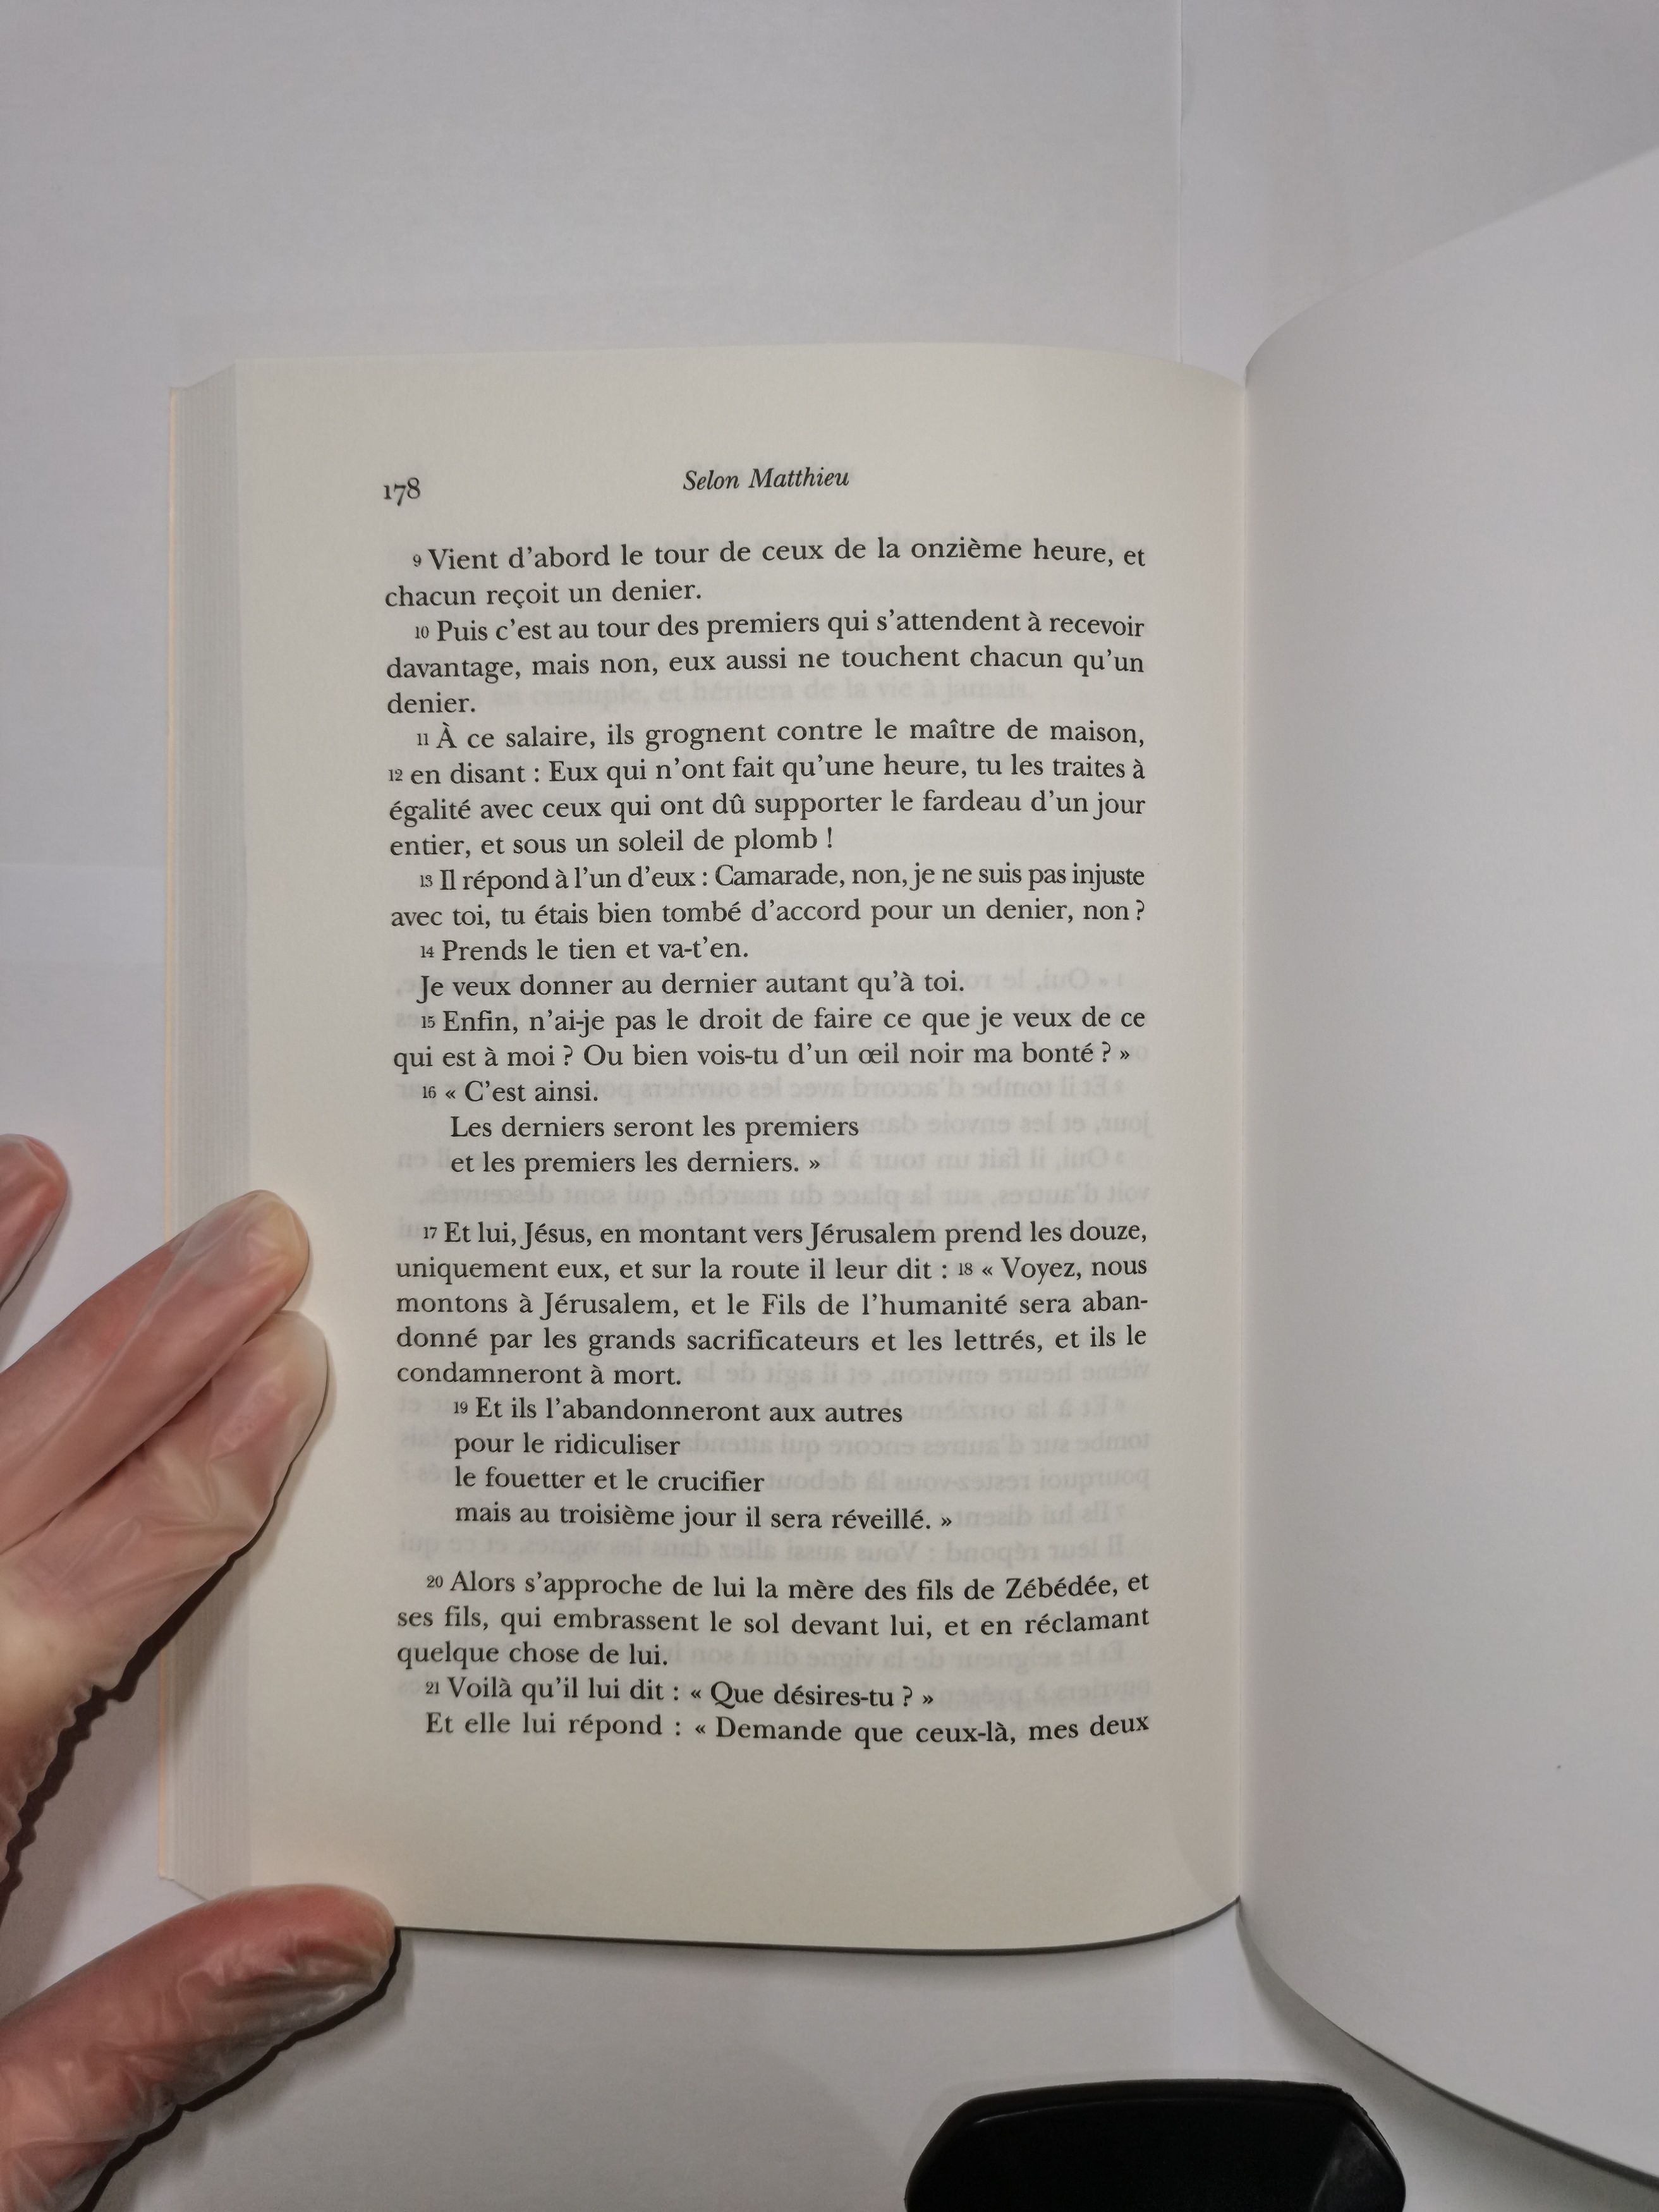 178
Selon Matthieu
9 Vient d’abord le tour de ceux de la onzième heure, et
chacun reçoit un denier.
10 Puis c’est au tour des premiers qui s’attendent à recevoir
davantage, mais non, eux aussi ne touchent chacun qu’un
denier.
11 À ce salaire, ils grognent contre le maître de maison,
12 en disant : Eux qui n’ont fait qu’une heure, tu les traites à
égalité avec ceux qui ont dû supporter le fardeau d’un jour
entier, et sous un soleil de plomb !
13 Il répond à l’un d’eux : Camarade, non, je ne suis pas injuste
avec toi, tu étais bien tombé d’accord pour un denier, non ?
14 Prends le tien et va-t’en.
Je veux donner au dernier autant qu’à toi.
15 Enfin, n’ai-je pas le droit de faire ce que je veux de ce
qui est à moi ? Ou bien vois-tu d’un œil noir ma bonté ? »
16 « C’est ainsi.
Les derniers seront les premiers
et les premiers les derniers. »
17 Et lui, Jésus, en montant vers Jérusalem prend les douze,
uniquement eux, et sur la route il leur dit : 18 « Voyez, nous
montons à Jérusalem, et le Fils de l’humanité sera aban-
donné par les grands sacrificateurs et les lettrés, et ils le
condamneront à mort.
19 Et ils l’abandonneront aux autres
pour le ridiculiser
le fouetter et le crucifier
mais au troisième jour il sera réveillé. »
20 Alors s’approche de lui la mère des fils de Zébédée, et
ses fils, qui embrassent le sol devant lui, et en réclamant
quelque chose de lui.
21 Voilà qu’il lui dit : « Que désires-tu ? »
Et elle lui répond : « Demande que ceux-là, mes deux